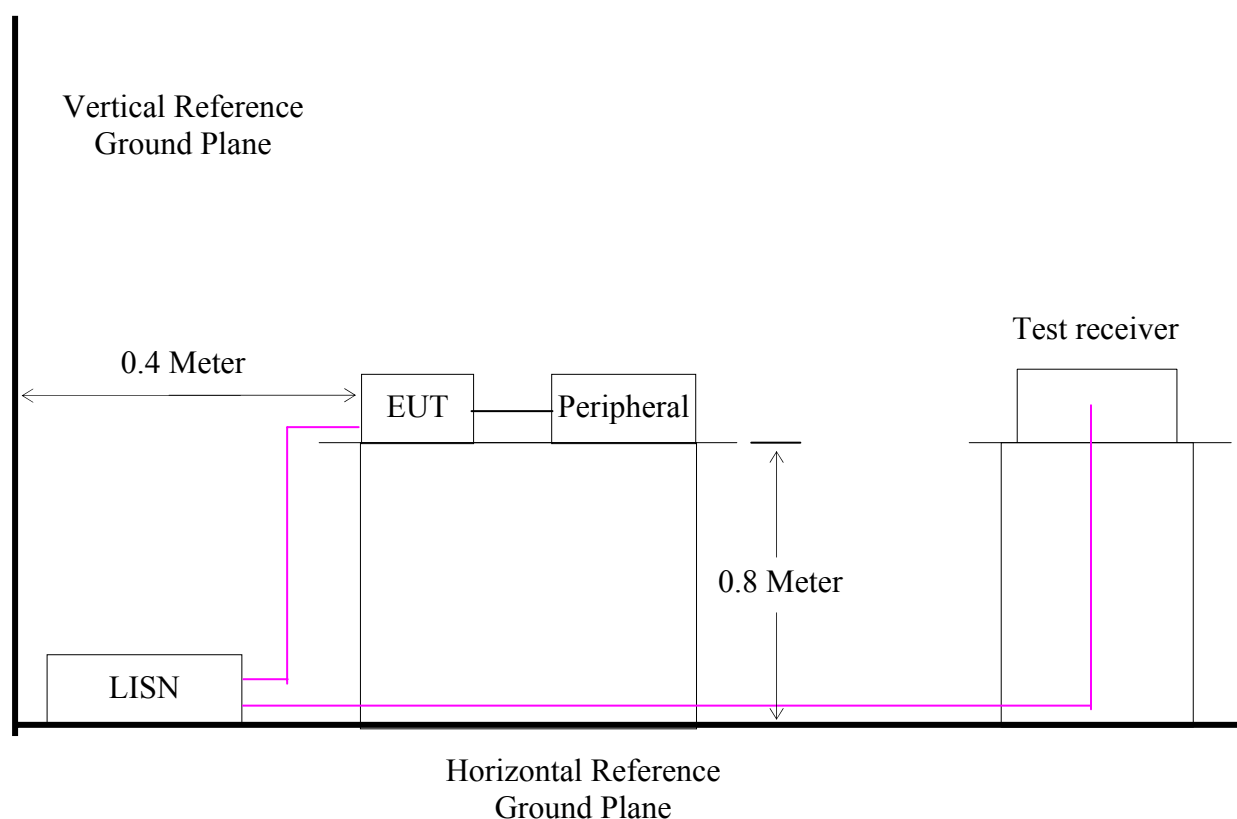 Vertical Reference
Ground Plane
Test receiver
0.4 Meter
EUT
Peripheral
0.8 Meter
LISN
Horizontal Reference
Ground Plane